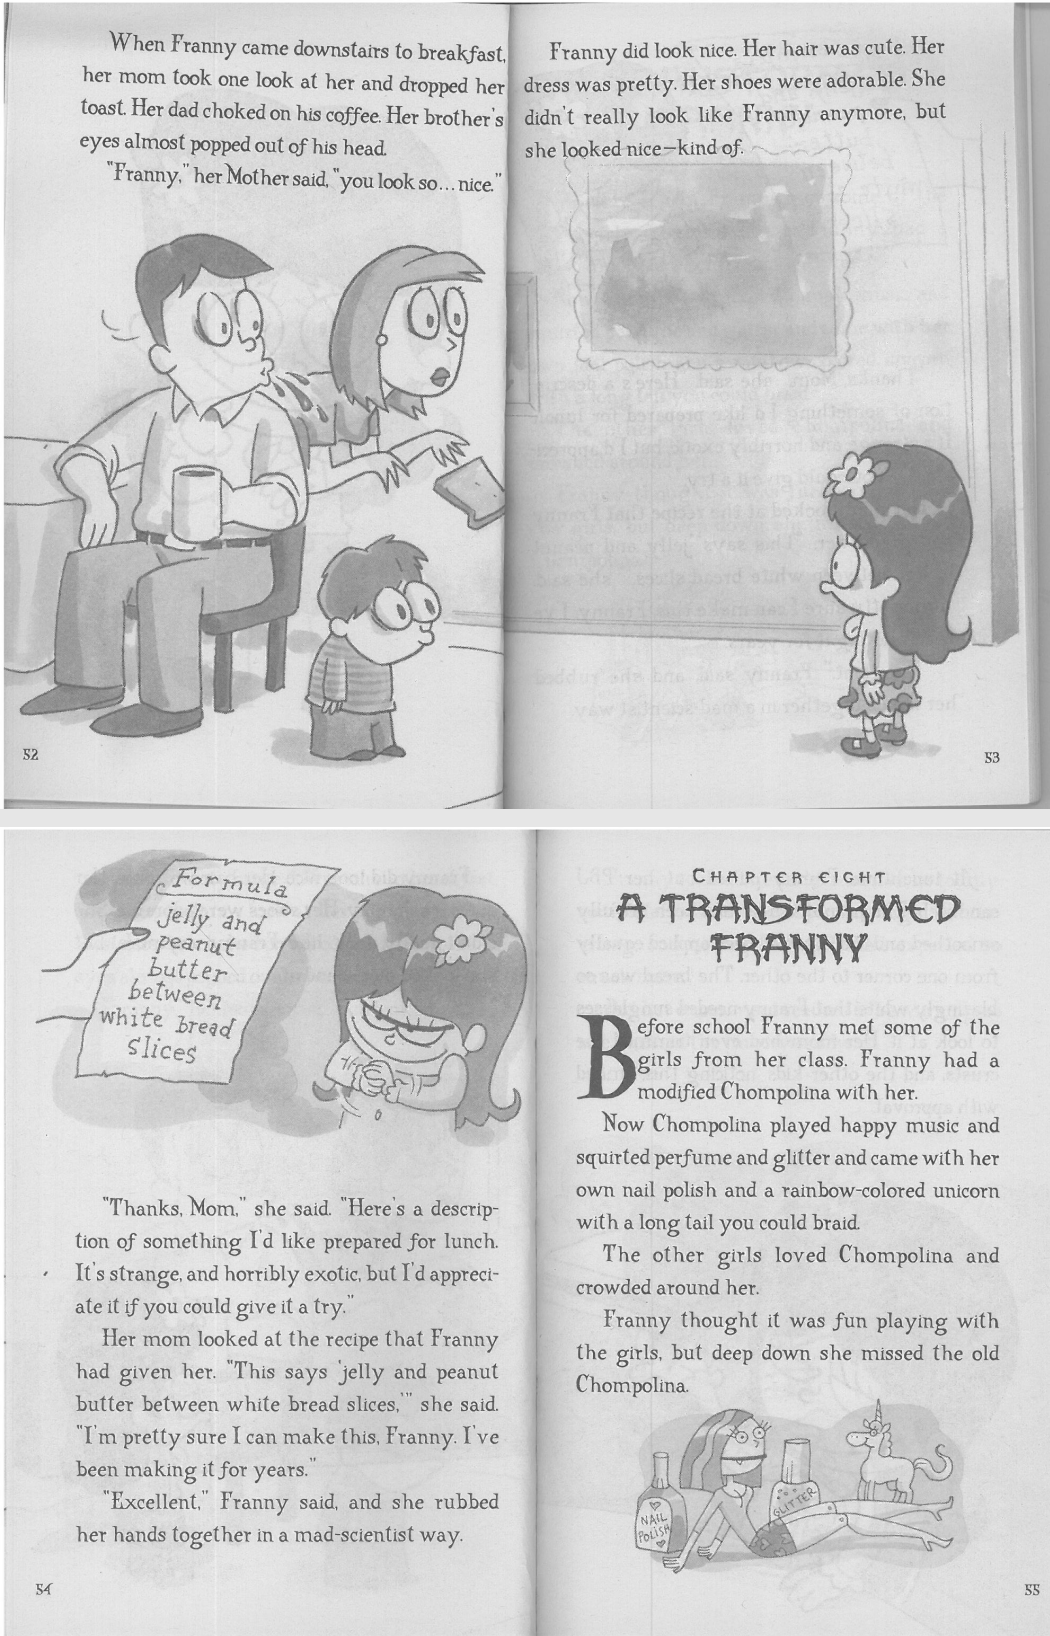 When Franny came downstairs to breakfast,
her mom took one look at her and dropped her
toast. Her dad choked on his coffee. Her brother's
eyes almost popped out of his head.
"Franny," her Mother said, "you look so... nice."
52
Franny did look nice. Her hair was cute. Her
dress was pretty. Her shoes were adorable. She
didn't really look like Franny anymore, but
she looked nice—kind of.
53
Formula
jelly and
peanut
butter
between
white bread
slices
"Thanks, Mom," she said. "Here's a descrip-
tion of something I'd like prepared for lunch.
It's strange, and horribly exotic, but I'd appreci-
ate it if you could give it a try."
Her mom looked at the recipe that Franny
had given her. "This says 'jelly and peanut
butter between white bread slices,'" she said.
"I'm pretty sure I can make this, Franny. I've
been making it for years."
"Excellent," Franny said, and she rubbed
her hands together in a mad-scientist way.
54
CHAPTER EIGHT
A TRANSFORMED
FRANNY
Before school Franny met some of the
girls from her class. Franny had a
modified Chompolina with her.
Now Chompolina played happy music and
squirted perfume and glitter and came with her
own nail polish and a rainbow-colored unicorn
with a long tail you could braid.
The other girls loved Chompolina and
crowded around her.
Franny thought it was fun playing with
the girls, but deep down she missed the old
Chompolina.
NAIL
POLISH
GLITTER
55